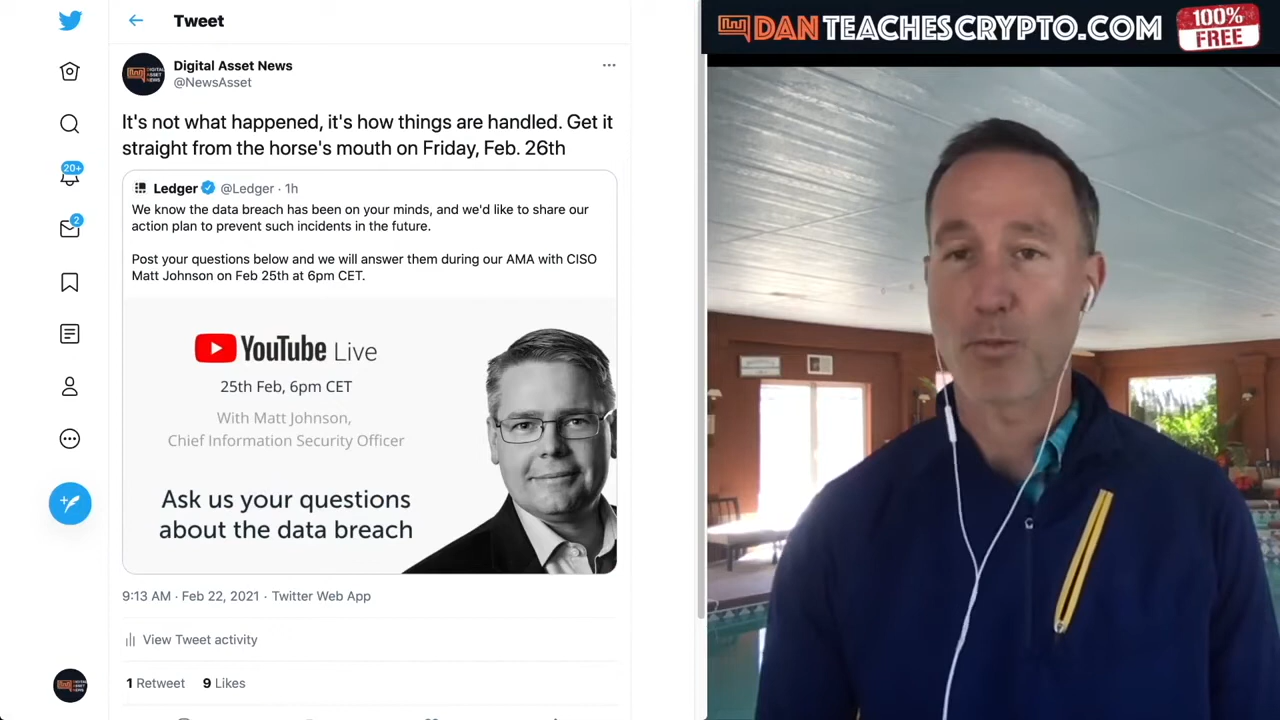 Tweet
Digital Asset News
@NewsAsset
It's not what happened, it's how things are handled. Get it
straight from the horse's mouth on Friday, Feb. 26th
Ledger @Ledger · 1h
We know the data breach has been on your minds, and we'd like to share our
action plan to prevent such incidents in the future.
Post your questions below and we will answer them during our AMA with CISO
Matt Johnson on Feb 25th at 6pm CET.
YouTube Live
25th Feb, 6pm CET
With Matt Johnson,
Chief Information Security Officer
Ask us your questions
about the data breach
9:13 AM · Feb 22, 2021 · Twitter Web App
View Tweet activity
1 Retweet 9 Likes
20+
2
DANTEACHESCRYPTO.COM
100%
FREE